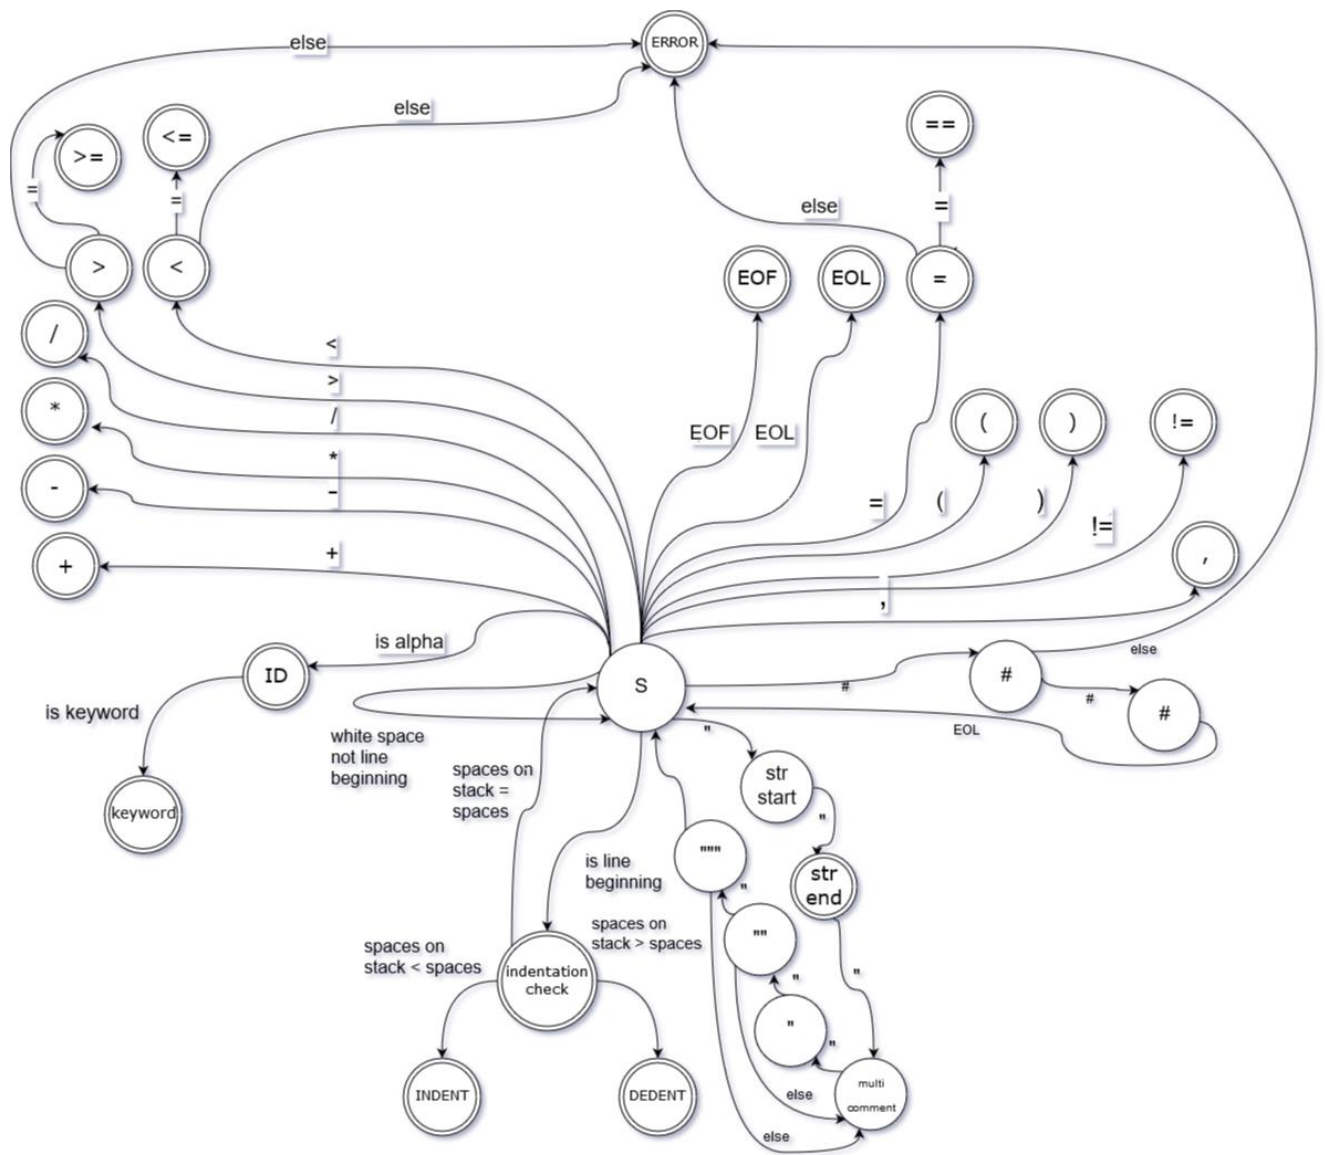 ERROR
else
else
>=
<=
==
=
=
=
else
>
<
EOF
EOL
=
/
<
>
/
*
*
(
)
!=
EOF
EOL
-
-
=
(
)
!=
+
+
,
,
is alpha
ID
S
#
#
#
#
else
EOL
is keyword
white space
not line
beginning
spaces on
stack =
spaces
"
str
start
"
keyword
"""
str
end
"
is line
beginning
""
spaces on
stack > spaces
spaces on
stack < spaces
indentation
check
"
"
"
"
INDENT
DEDENT
multi
comment
else
else